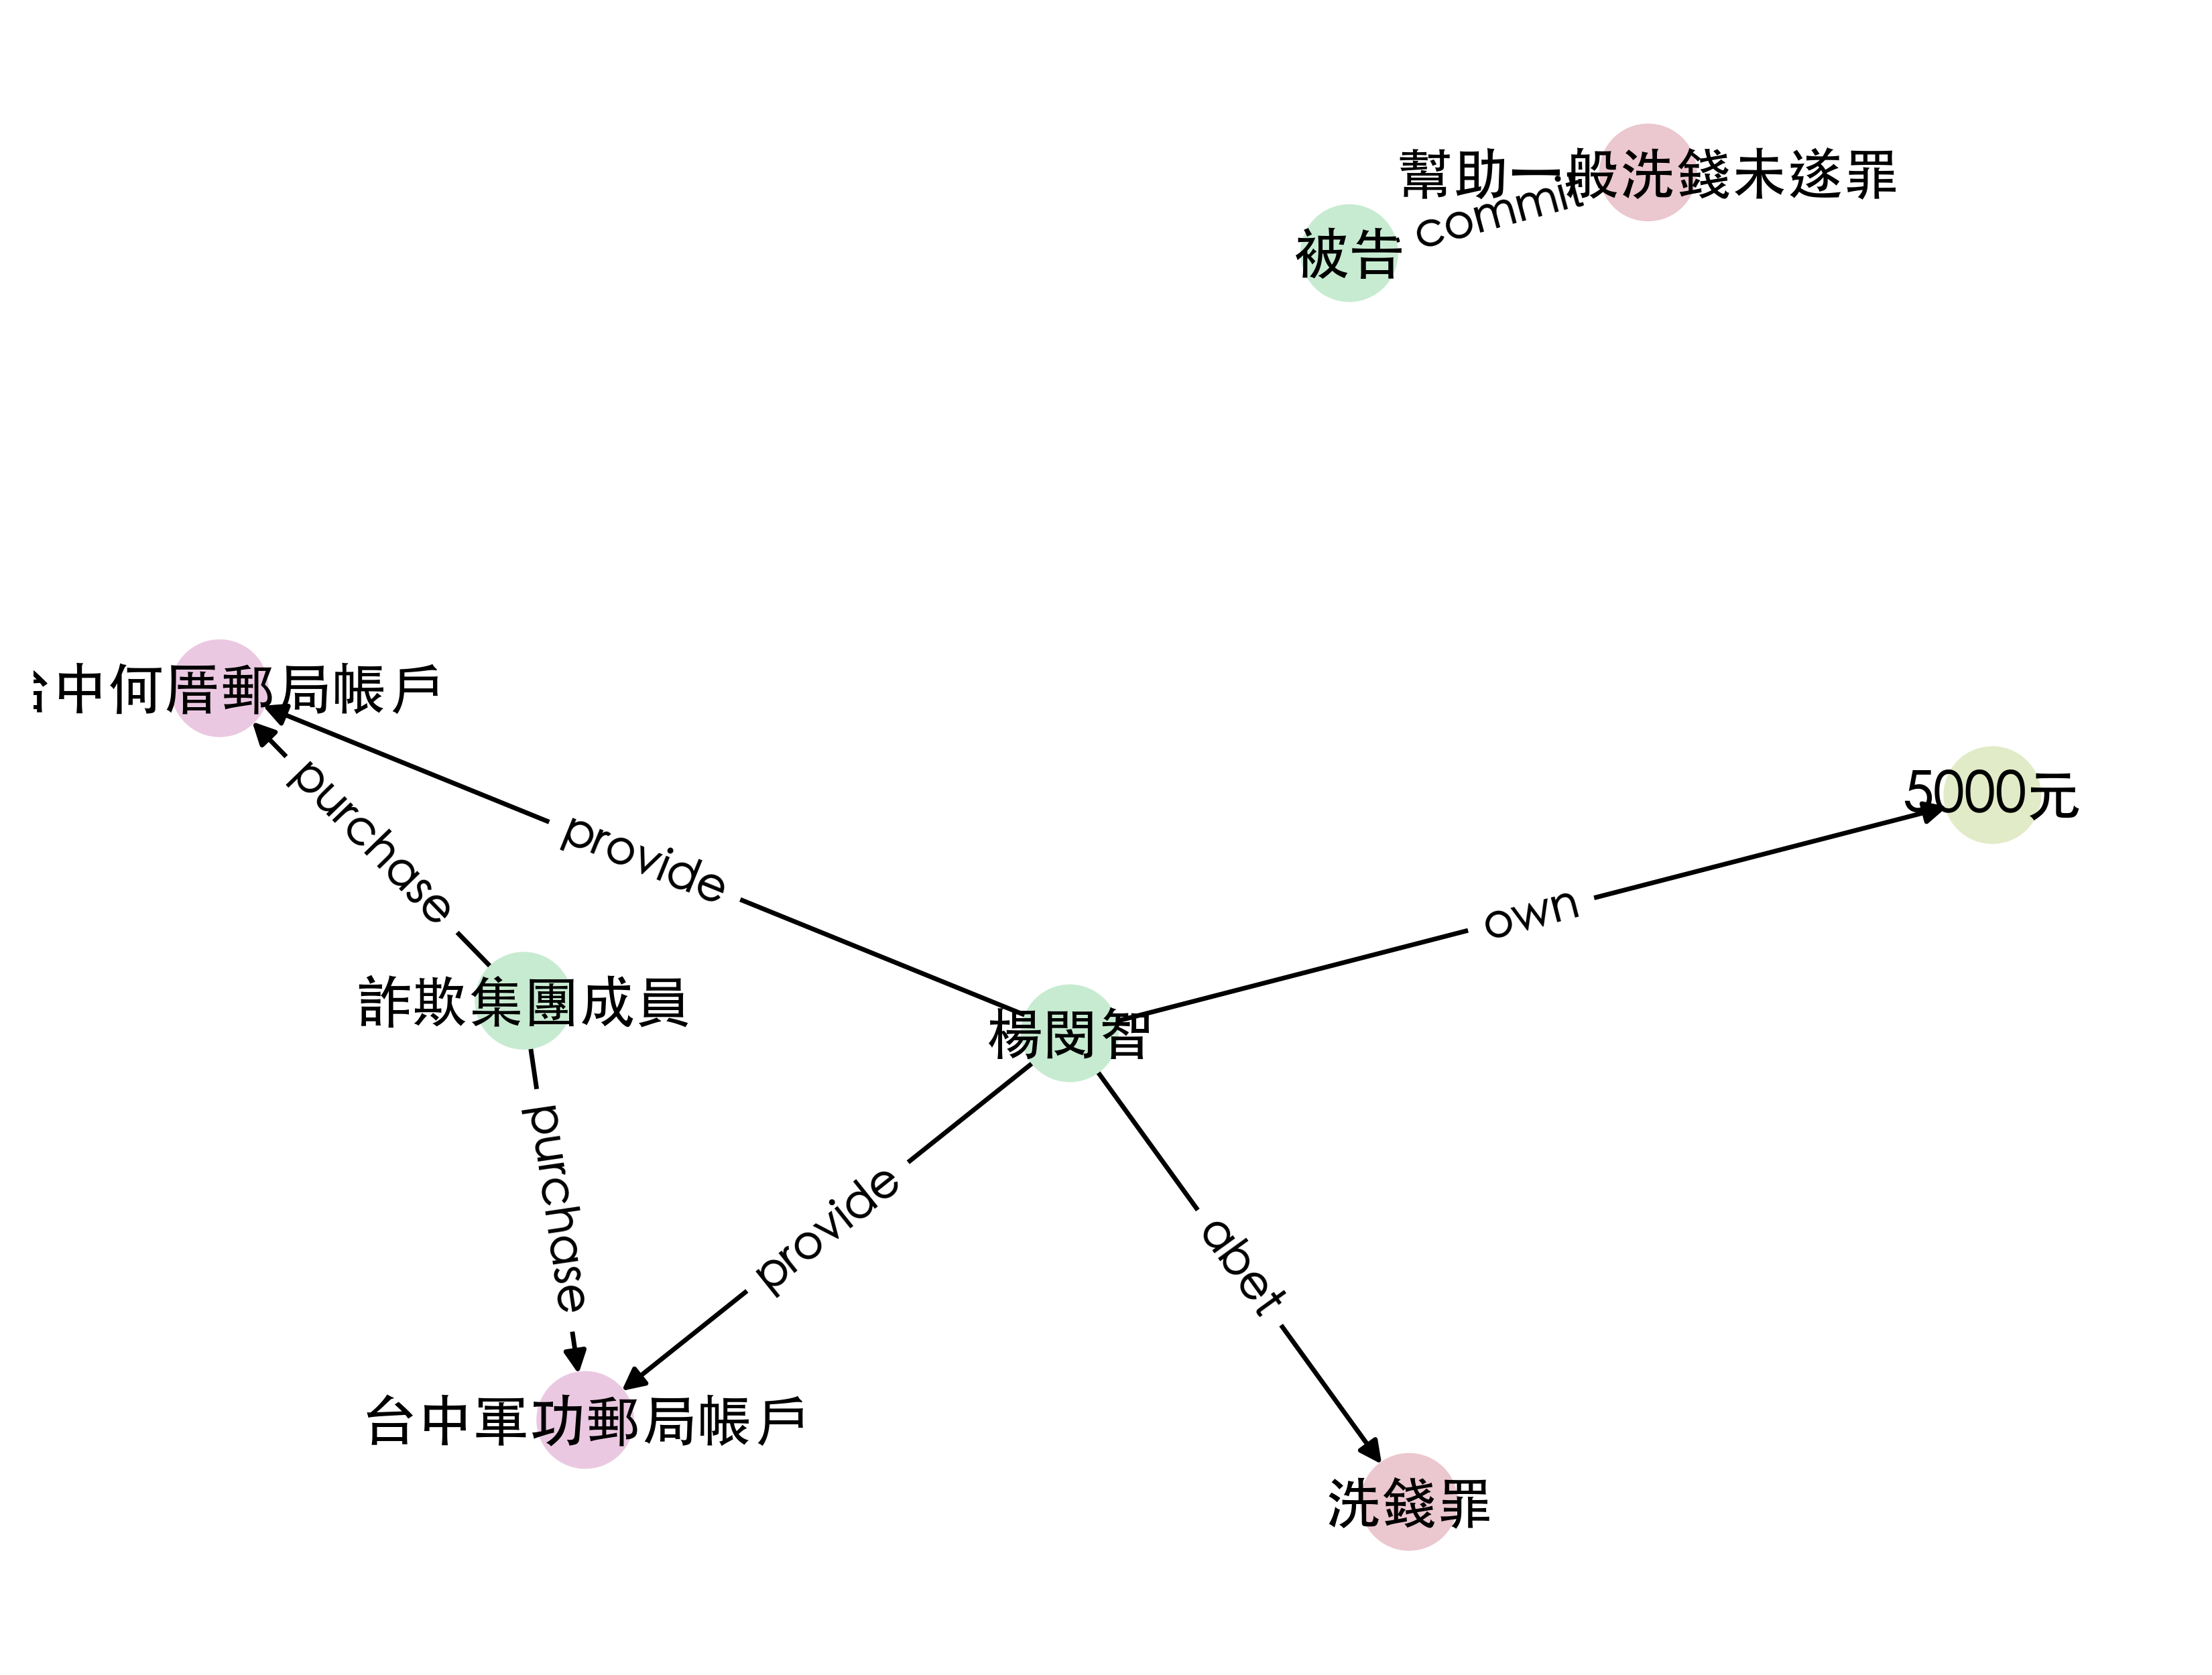 幫助一般洗錢未遂罪
commit
被告
中何厝郵局帳戶
purchase
provide
5000元
own
詐欺集團成員
楊閔智
purchase
provide
abet
台中軍功郵局帳戶
洗錢罪